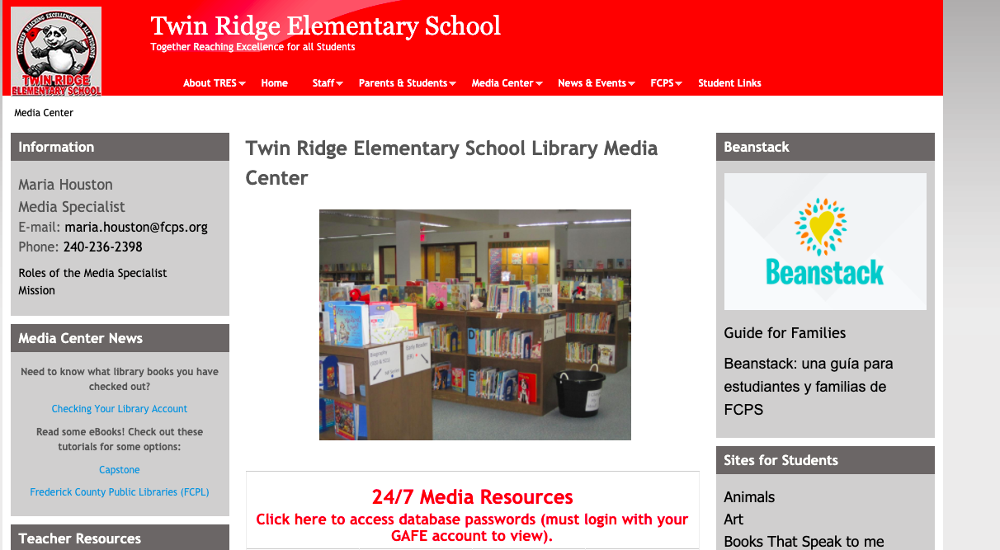 TOGETHER REACHING EXCELLENCE FOR ALL STUDENTS
TWIN RIDGE
ELEMENTARY SCHOOL
Twin Ridge Elementary School
Together Reaching Excellence for all Students
About TRES Home Staff Parents & Students Media Center News & Events FCPS Student Links
Media Center
Information
Maria Houston
Media Specialist
E-mail: maria.houston@fcps.org
Phone: 240-236-2398
Roles of the Media Specialist
Mission
Media Center News
Need to know what library books you have
checked out?
Checking Your Library Account
Read some eBooks! Check out these
tutorials for some options:
Capstone
Frederick County Public Libraries (FCPL)
Teacher Resources
Twin Ridge Elementary School Library Media
Center
Biography
Early Reader
(ER)
D
E
24/7 Media Resources
Click here to access database passwords (must login with your
GAFE account to view).
Beanstack
Beanstack
Guide for Families
Beanstack: una guía para
estudiantes y familias de
FCPS
Sites for Students
Animals
Art
Books That Speak to me